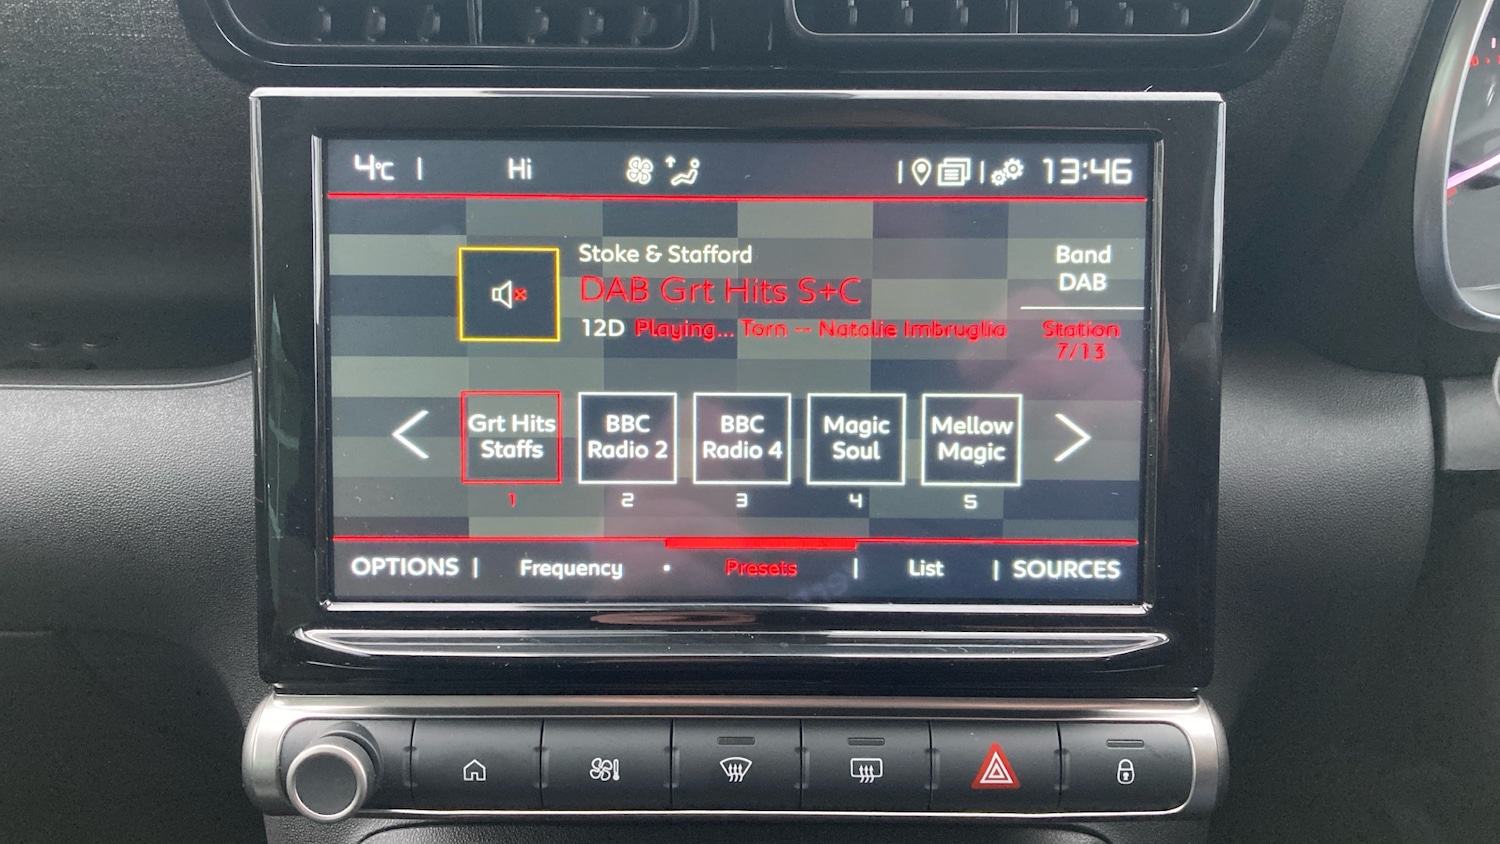 4°C Hi 13:46
Stoke & Stafford
DAB Grt Hits S+C
12D Playing... Torn -- Natalie Imbruglia
Band
DAB
Station
7/13
Grt Hits
Staffs
1
BBC
Radio 2
2
BBC
Radio 4
3
Magic
Soul
4
Mellow
Magic
5
OPTIONS | Frequency • Presets | List | SOURCES